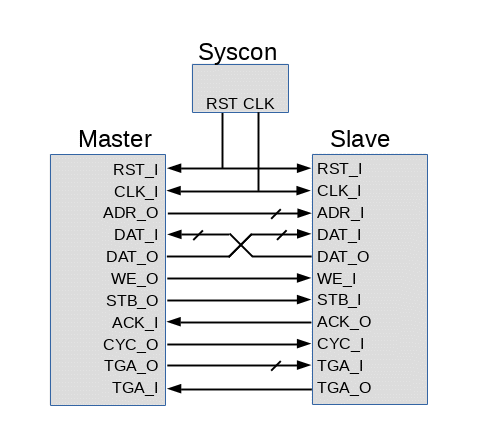 Syscon
RST CLK
Master
Slave
RST_I
RST_I
CLK_I
CLK_I
ADR_O
ADR_I
DAT_I
DAT_I
DAT_O
DAT_O
WE_O
WE_I
STB_O
STB_I
ACK_I
ACK_O
CYC_O
CYC_I
TGA_O
TGA_I
TGA_I
TGA_O